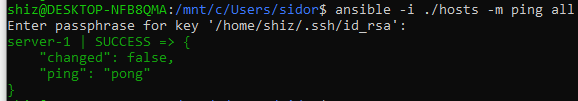 shiz@DESKTOP-NFB8QMA:/mnt/c/Users/sidor$ ansible -i ./hosts -m ping all
Enter passphrase for key '/home/shiz/.ssh/id_rsa':
server-1 | SUCCESS => {
    "changed": false,
    "ping": "pong"
}